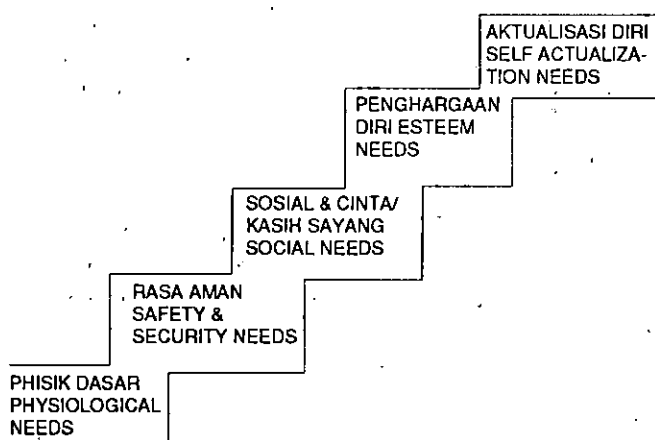 AKTUALISASI DIRI
SELF ACTUALIZA-
TION NEEDS
PENGHARGAAN
DIRI ESTEEM
NEEDS
SOSIAL & CINTA/
KASIH SAYANG
SOCIAL NEEDS
RASA AMAN
SAFETY &
SECURITY NEEDS
PHISIK DASAR
PHYSIOLOGICAL
NEEDS